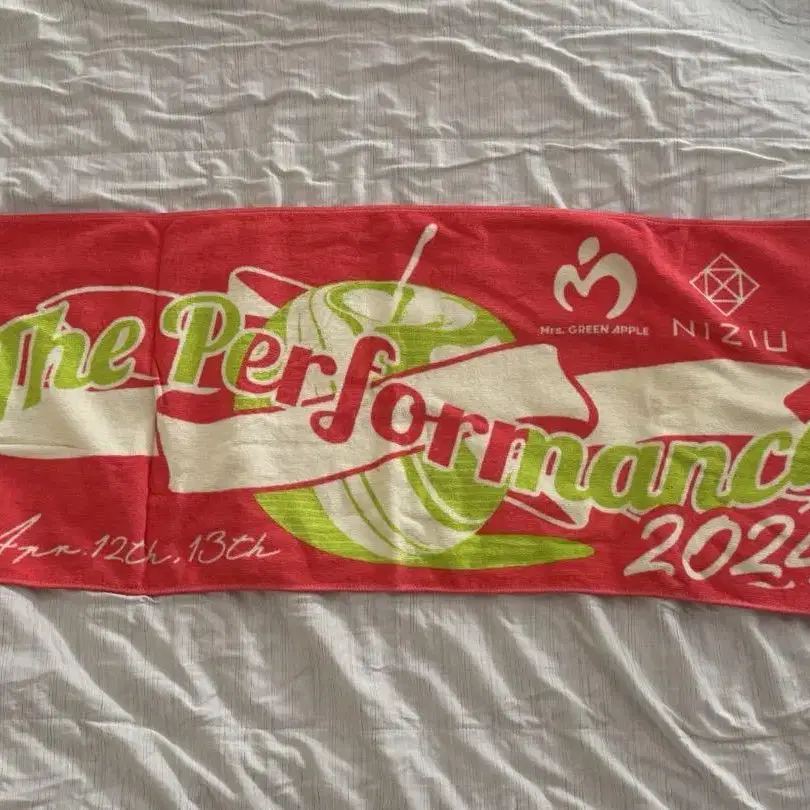 The Performance
Mrs. GREEN APPLE
NIZIU
Apr. 12th, 13th
2024